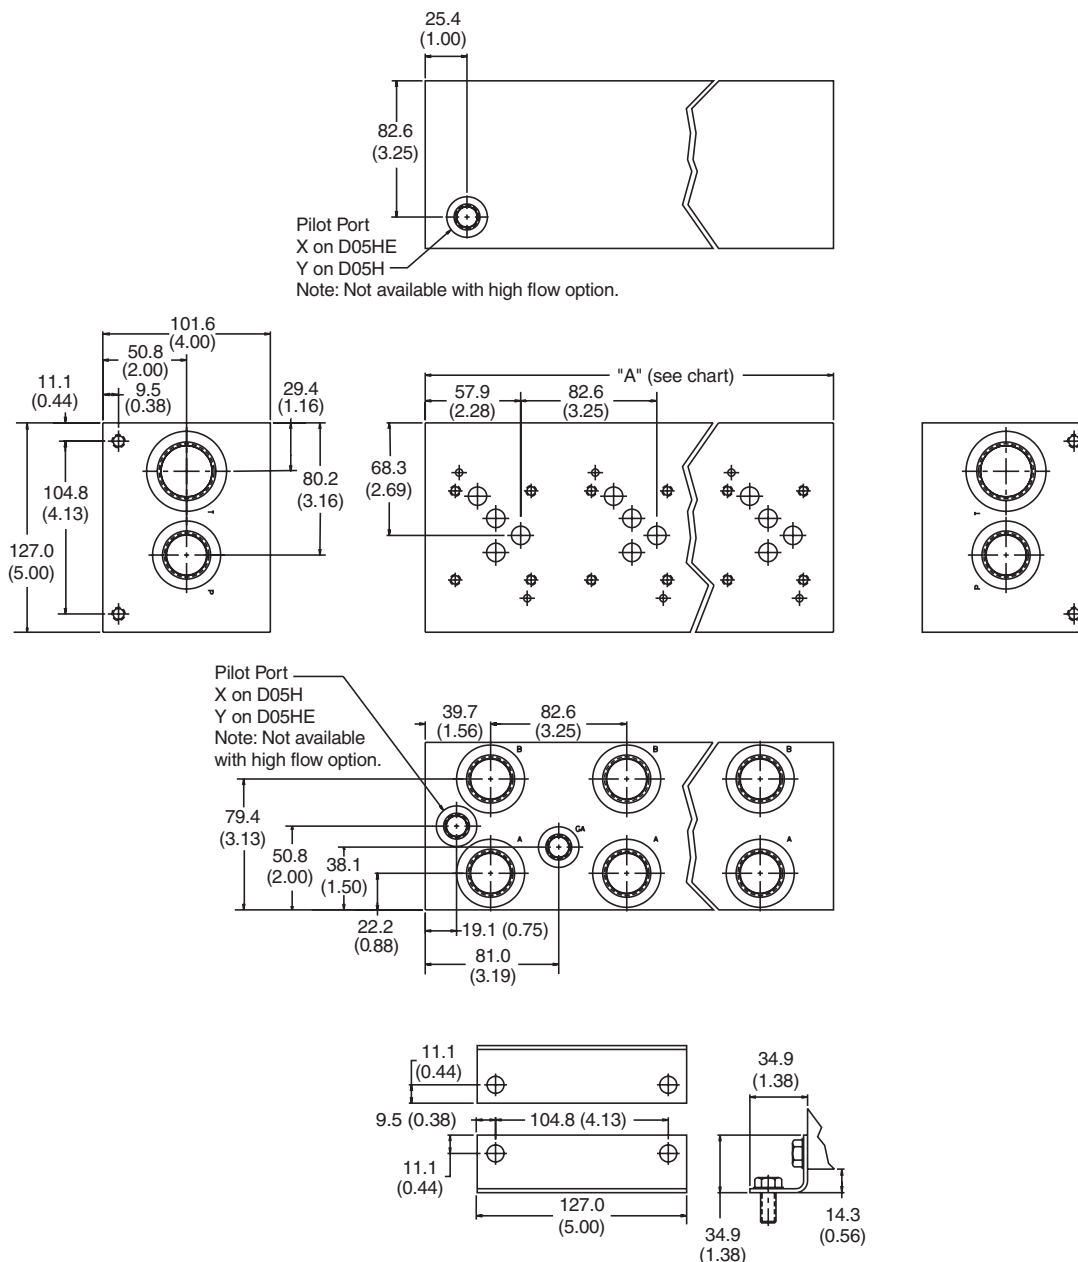 25.4
(1.00)
82.6
(3.25)
Pilot Port
X on D05HE
Y on D05H
Note: Not available with high flow option.
101.6
(4.00)
50.8
(2.00)
11.1
(0.44)
9.5
(0.38)
29.4
(1.16)
80.2
(3.16)
104.8
(4.13)
127.0
(5.00)
T
P
"A" (see chart)
57.9
(2.28)
82.6
(3.25)
68.3
(2.69)
T
P
Pilot Port
X on D05H
Y on D05HE
Note: Not available
with high flow option.
39.7
(1.56)
82.6
(3.25)
B
B
B
79.4
(3.13)
50.8
(2.00)
38.1
(1.50)
GA
A
A
A
22.2
(0.88)
19.1 (0.75)
81.0
(3.19)
11.1
(0.44)
9.5 (0.38)
104.8 (4.13)
11.1
(0.44)
127.0
(5.00)
34.9
(1.38)
34.9
(1.38)
14.3
(0.56)